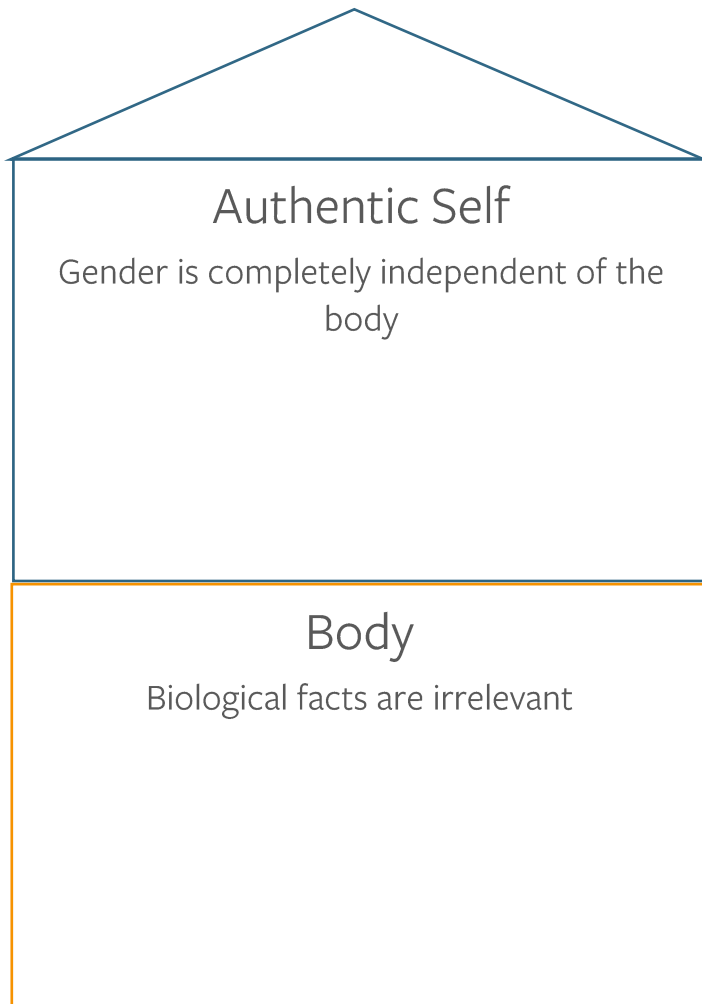 Authentic Self
Gender is completely independent of the
body
Body
Biological facts are irrelevant